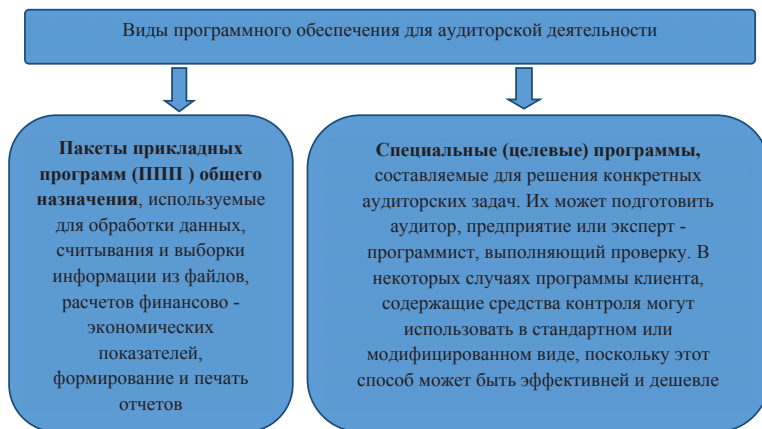 Виды программного обеспечения для аудиторской деятельности
Пакеты прикладных
программ (ППП ) общего
назначения, используемые
для обработки данных,
считывания и выборки
информации из файлов,
расчетов финансово -
экономических
показателей,
формирование и печать
отчетов
Специальные (целевые) программы,
составляемые для решения конкретных
аудиторских задач. Их может подготовить
аудитор, предприятие или эксперт -
программист, выполняющий проверку. В
некоторых случаях программы клиента,
содержащие средства контроля могут
использовать в стандартном или
модифицированном виде, поскольку этот
способ может быть эффективней и дешевле